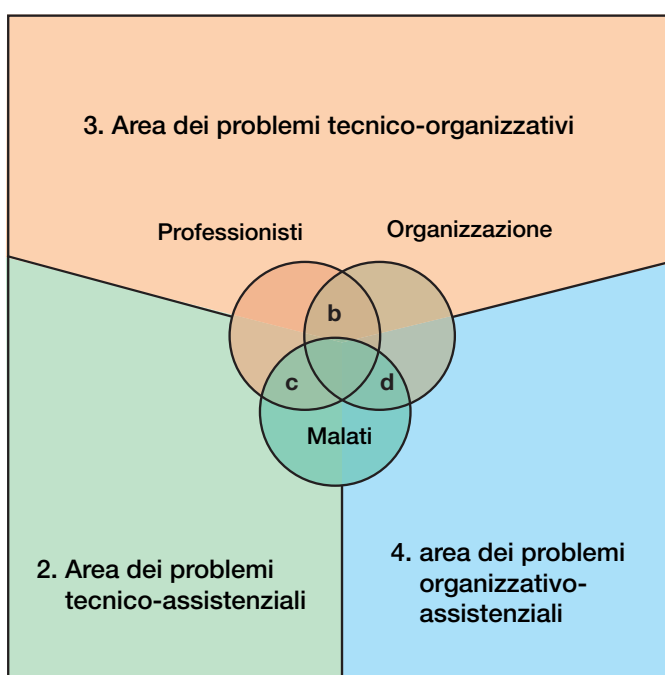 3. Area dei problemi tecnico-organizzativi
Professionisti
Organizzazione
b
c
d
Malati
2. Area dei problemi
tecnico-assistenziali
4. area dei problemi
organizzativo-
assistenziali